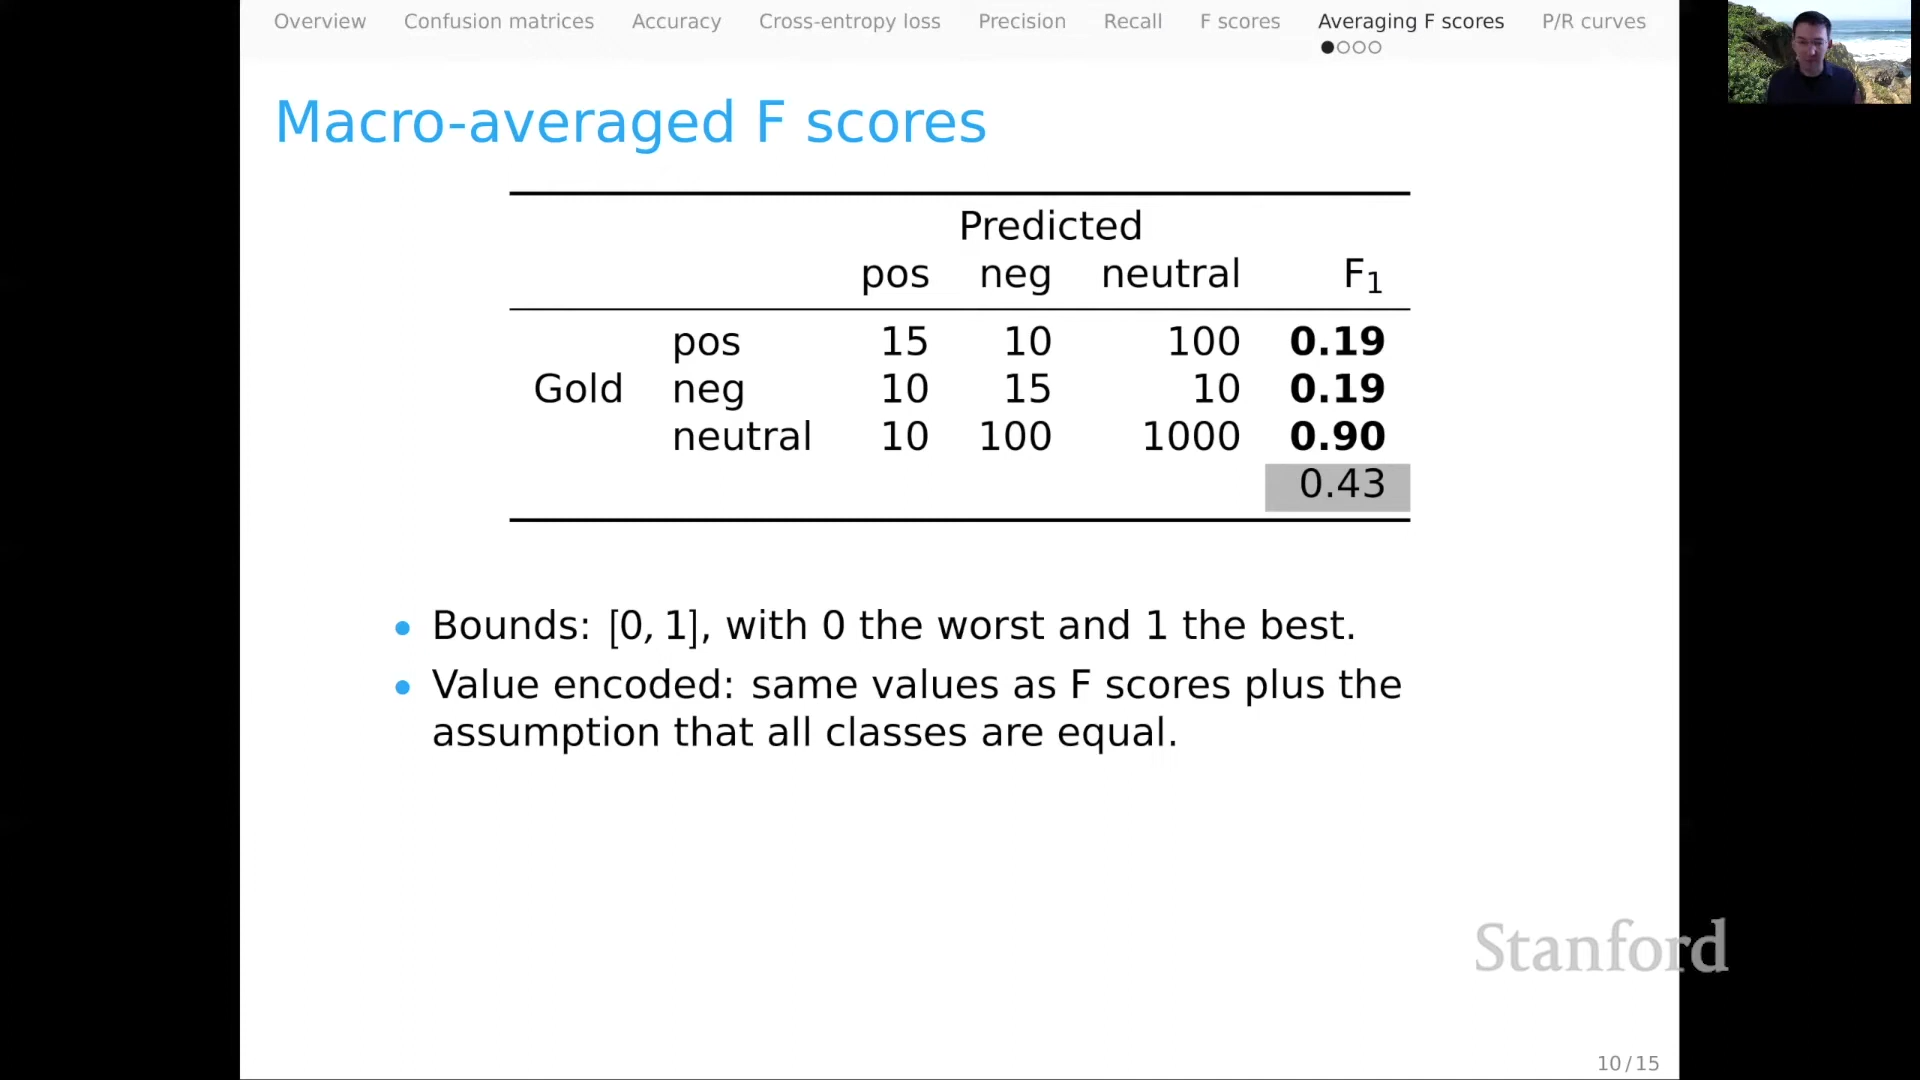 Overview Confusion matrices Accuracy Cross-entropy loss Precision Recall F scores Averaging F scores P/R curves
Macro-averaged F scores
Predicted
pos neg neutral F₁
pos 15 10 100 0.19
Gold neg 10 15 10 0.19
neutral 10 100 1000 0.90
0.43
• Bounds: [0, 1], with 0 the worst and 1 the best.
• Value encoded: same values as F scores plus the
assumption that all classes are equal.
Stanford
10 / 15